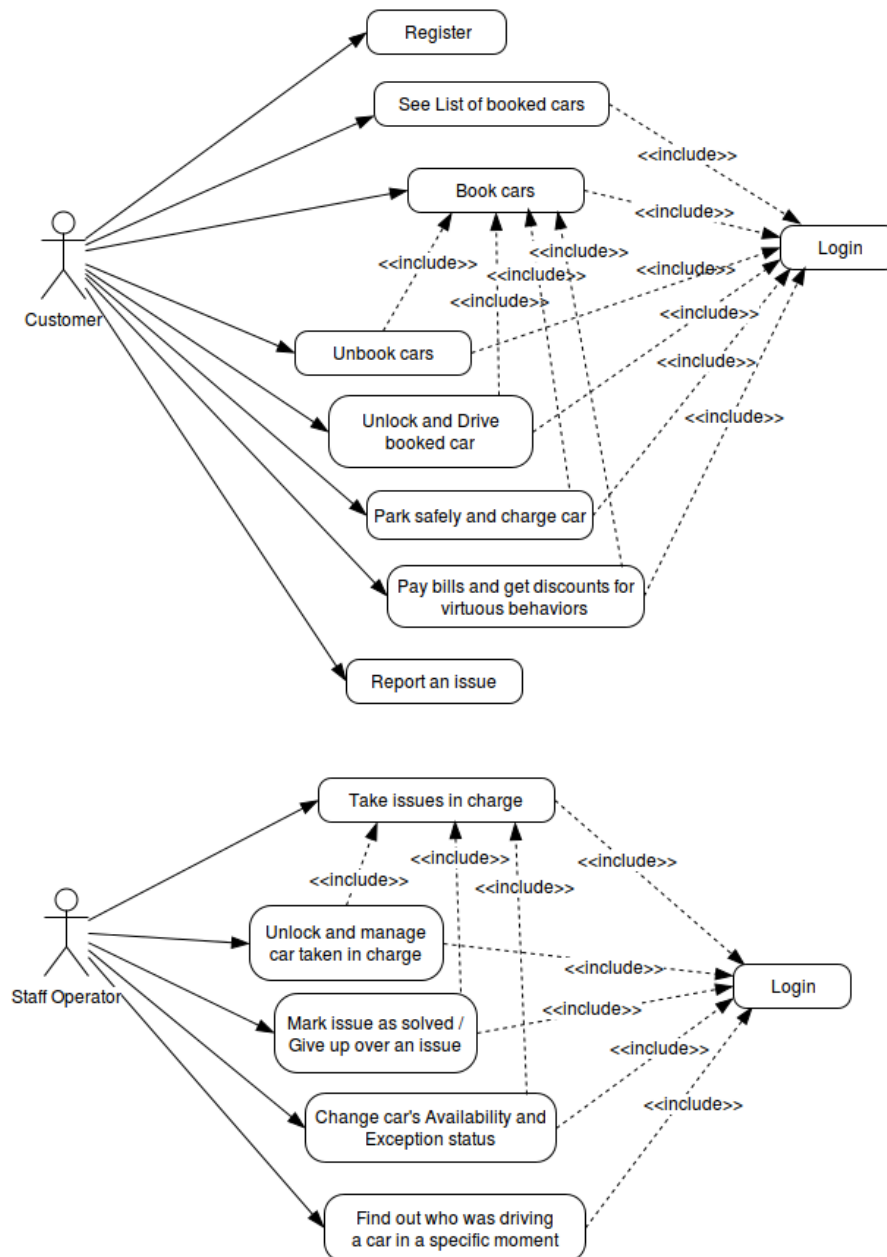 Register
See List of booked cars
<<include>>
Book cars
<<include>>
Login
<<include>>
<<include>>
<<include>>
<<include>>
<<include>>
<<include>>
Customer
Unbook cars
<<include>>
Unlock and Drive
booked car
<<include>>
Park safely and charge car
Pay bills and get discounts for
virtuous behaviors
Report an issue
Take issues in charge
<<include>>
<<include>>
<<include>>
<<include>>
Unlock and manage
car taken in charge
<<include>>
Login
Staff Operator
<<include>>
Mark issue as solved /
Give up over an issue
<<include>>
<<include>>
Change car's Availability and
Exception status
Find out who was driving
a car in a specific moment